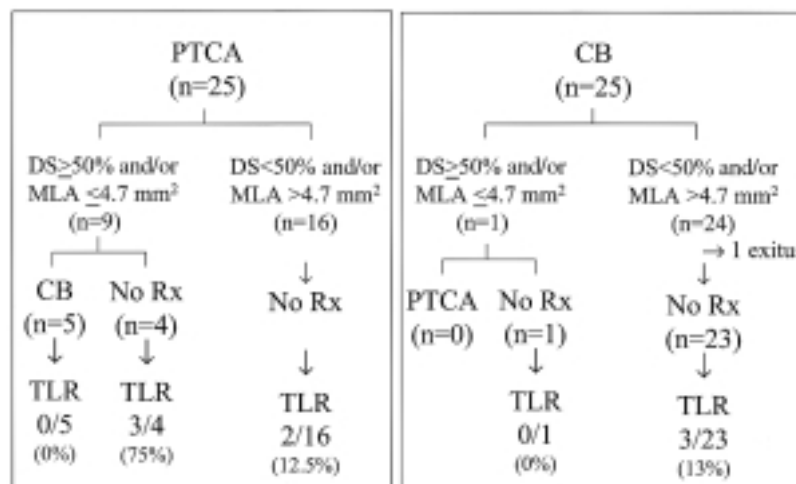 PTCA
(n=25)
DS≥50% and/or
MLA ≤4.7 mm²
(n=9)
DS<50% and/or
MLA >4.7 mm²
(n=16)
CB
(n=5)
No Rx
(n=4)
No Rx
TLR
0/5
(0%)
TLR
3/4
(75%)
TLR
2/16
(12.5%)
CB
(n=25)
DS≥50% and/or
MLA ≤4.7 mm²
(n=1)
DS<50% and/or
MLA >4.7 mm²
(n=24)
→ 1 exitu
PTCA
(n=0)
No Rx
(n=1)
No Rx
(n=23)
TLR
0/1
(0%)
TLR
3/23
(13%)